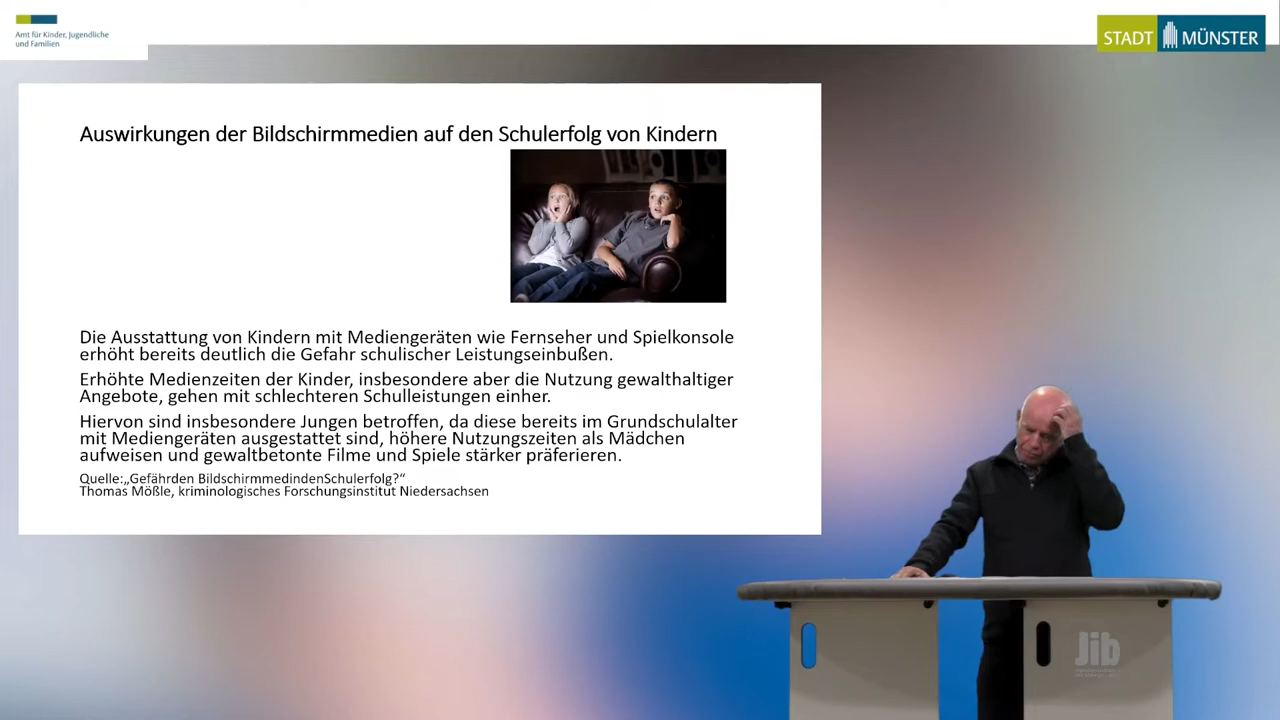 Amt für Kinder, Jugendliche
und Familien
STADT MÜNSTER
Auswirkungen der Bildschirmmedien auf den Schulerfolg von Kindern
Die Ausstattung von Kindern mit Mediengeräten wie Fernseher und Spielkonsole
erhöht bereits deutlich die Gefahr schulischer Leistungseinbußen.
Erhöhte Medienzeiten der Kinder, insbesondere aber die Nutzung gewalthaltiger
Angebote, gehen mit schlechteren Schulleistungen einher.
Hiervon sind insbesondere Jungen betroffen, da diese bereits im Grundschulalter
mit Mediengeräten ausgestattet sind, höhere Nutzungszeiten als Mädchen
aufweisen und gewaltbetonte Filme und Spiele stärker präferieren.
Quelle:„Gefährden BildschirmmedindenSchulerfolg?“
Thomas Mößle, kriminologisches Forschungsinstitut Niedersachsen
Jib